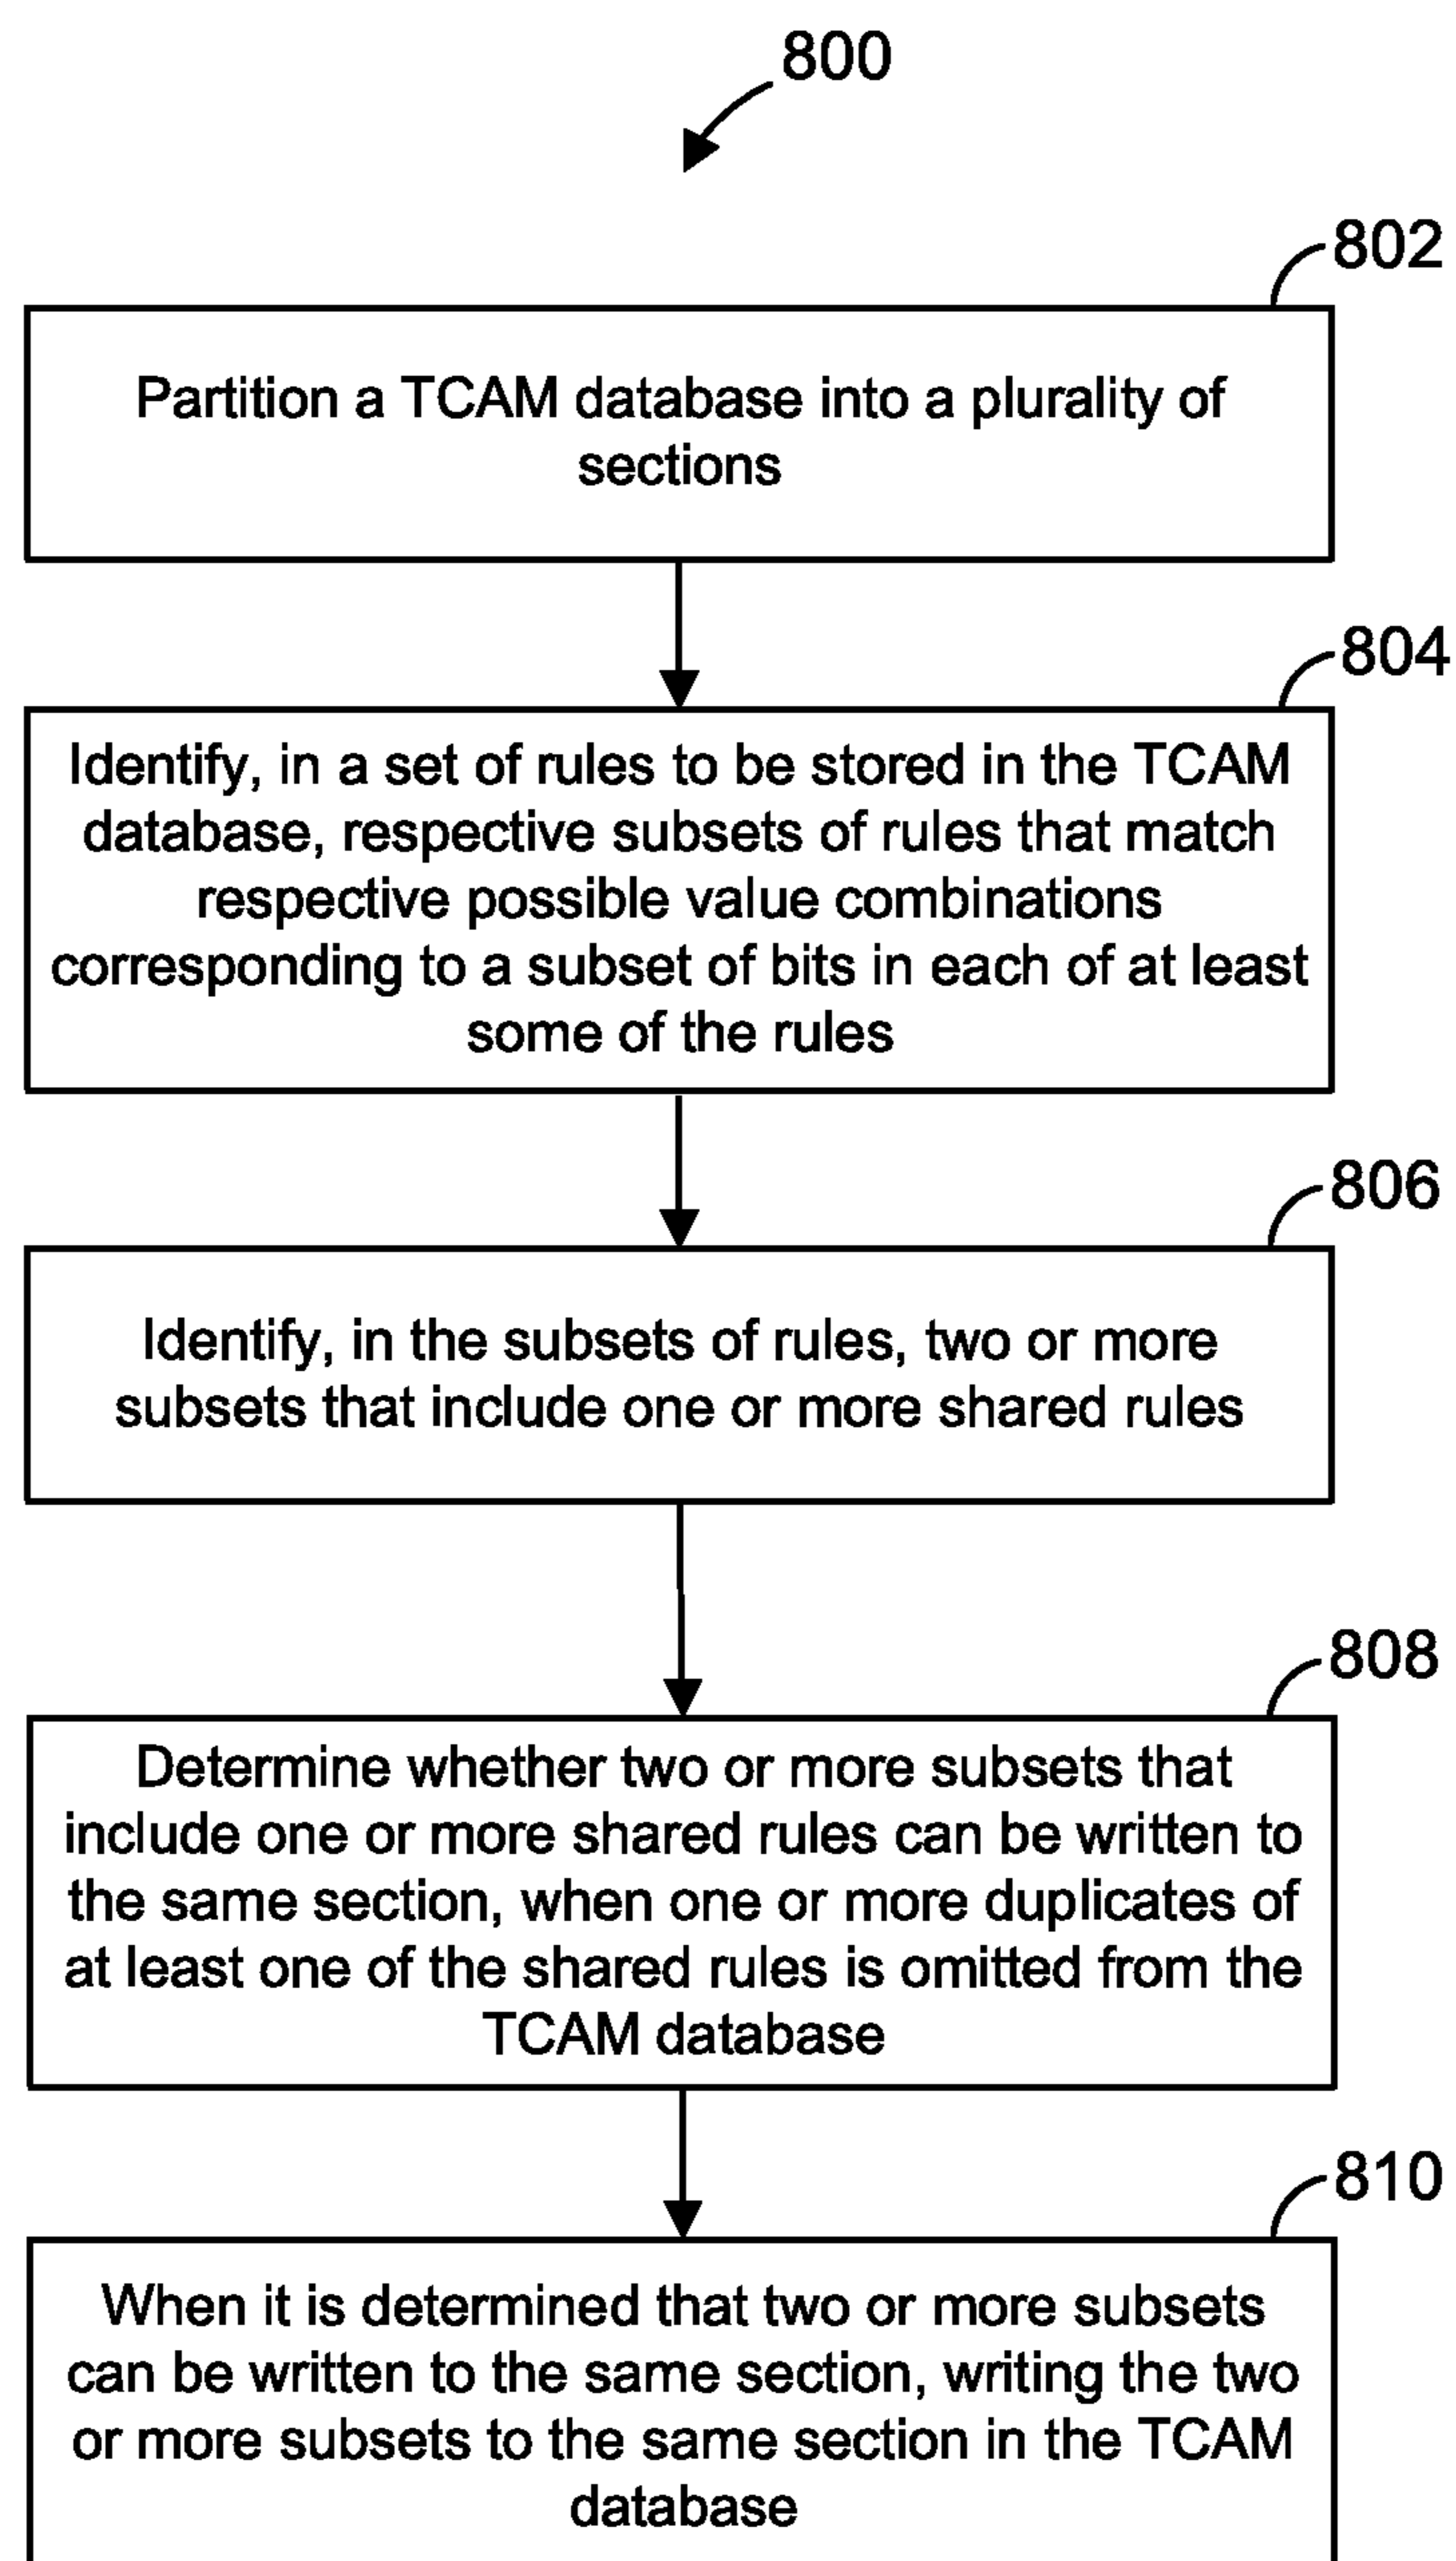 800
802
Partition a TCAM database into a plurality of
sections
804
Identify, in a set of rules to be stored in the TCAM
database, respective subsets of rules that match
respective possible value combinations
corresponding to a subset of bits in each of at least
some of the rules
806
Identify, in the subsets of rules, two or more
subsets that include one or more shared rules
808
Determine whether two or more subsets that
include one or more shared rules can be written to
the same section, when one or more duplicates of
at least one of the shared rules is omitted from the
TCAM database
810
When it is determined that two or more subsets
can be written to the same section, writing the two
or more subsets to the same section in the TCAM
database